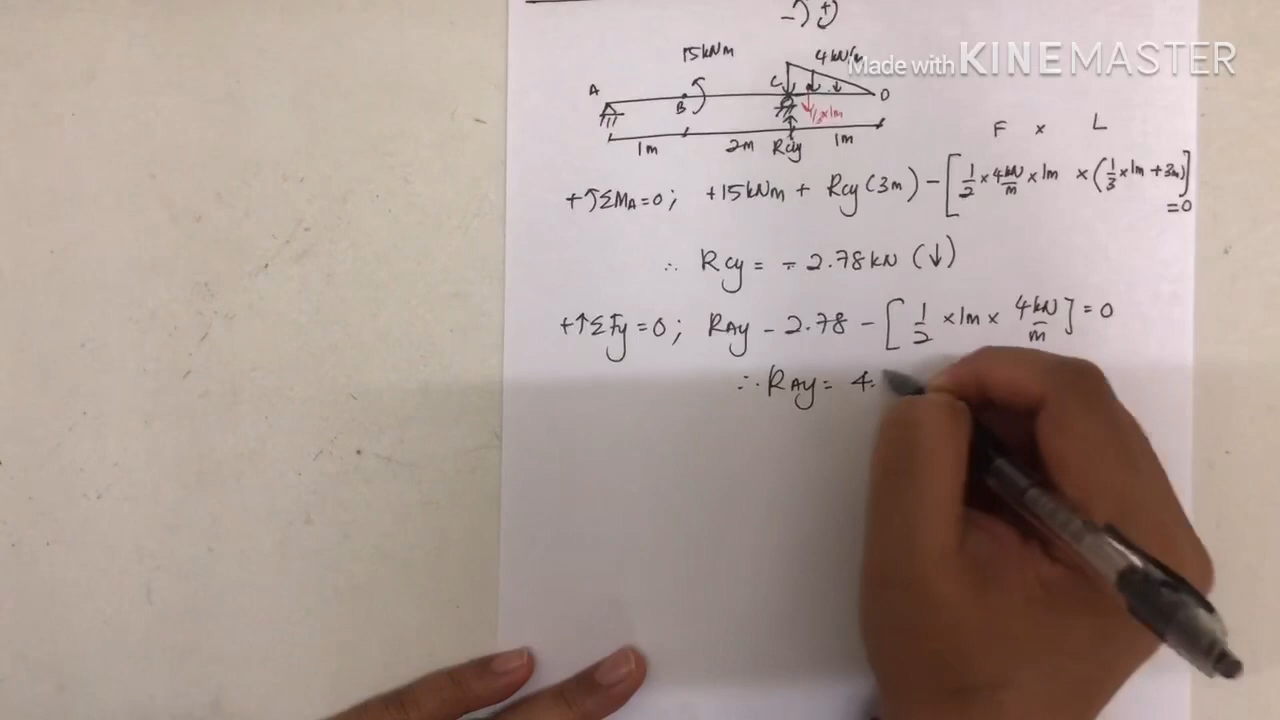 Made with KINEMASTER
-) (+)
15kNm
4 kN/m
A
B
C
D
1/3 x 1m
1m 2m Rcy 1m
F x L
+↑ΣMA=0; +15kNm + Rcy(3m) - [1/2 x 4kN/m x 1m x (1/3 x 1m + 3m)] =0
∴ Rcy = - 2.78kN (↓)
+↑ΣFy=0; RAy - 2.78 - [1/2 x 1m x 4kN/m] = 0
∴ RAy = 4.